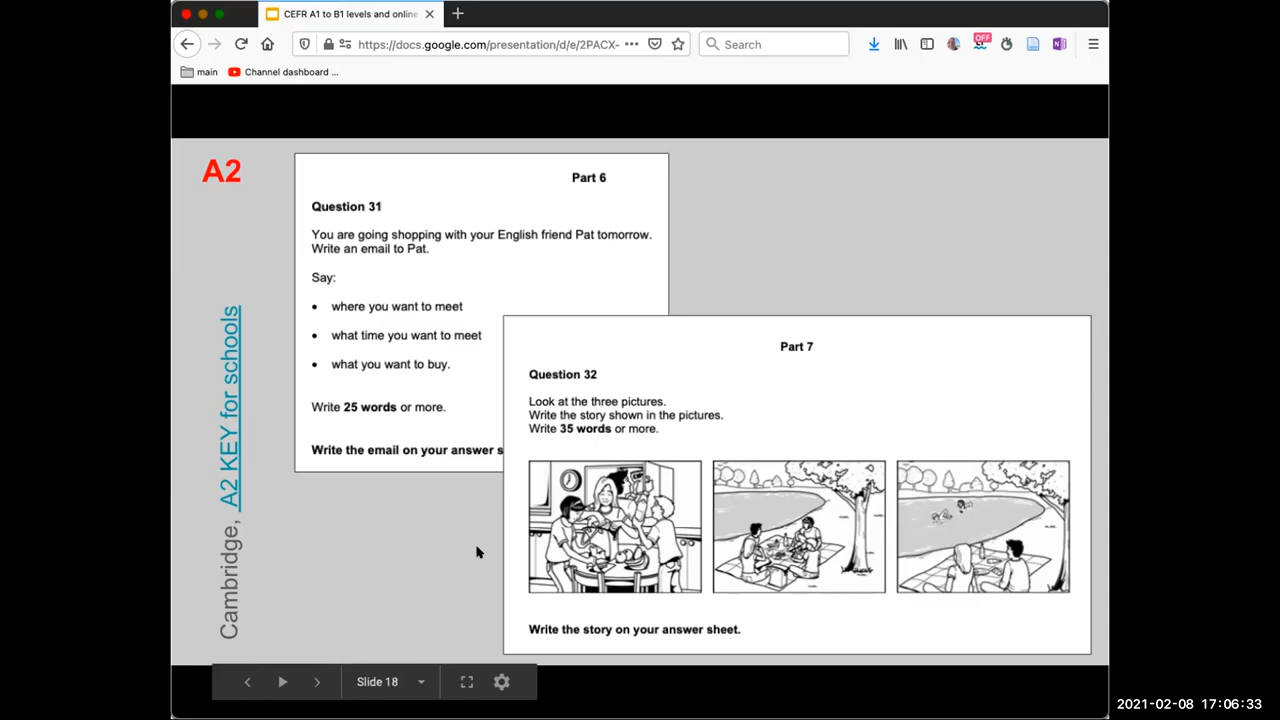 CEFR A1 to B1 levels and online
https://docs.google.com/presentation/d/e/2PACX-
Search
OFF
main
Channel dashboard ...
A2
Cambridge, A2 KEY for schools
Part 6
Question 31
You are going shopping with your English friend Pat tomorrow.
Write an email to Pat.
Say:
• where you want to meet
• what time you want to meet
• what you want to buy.
Write 25 words or more.
Write the email on your answer s
Part 7
Question 32
Look at the three pictures.
Write the story shown in the pictures.
Write 35 words or more.
Write the story on your answer sheet.
Slide 18
2021-02-08 17:06:33